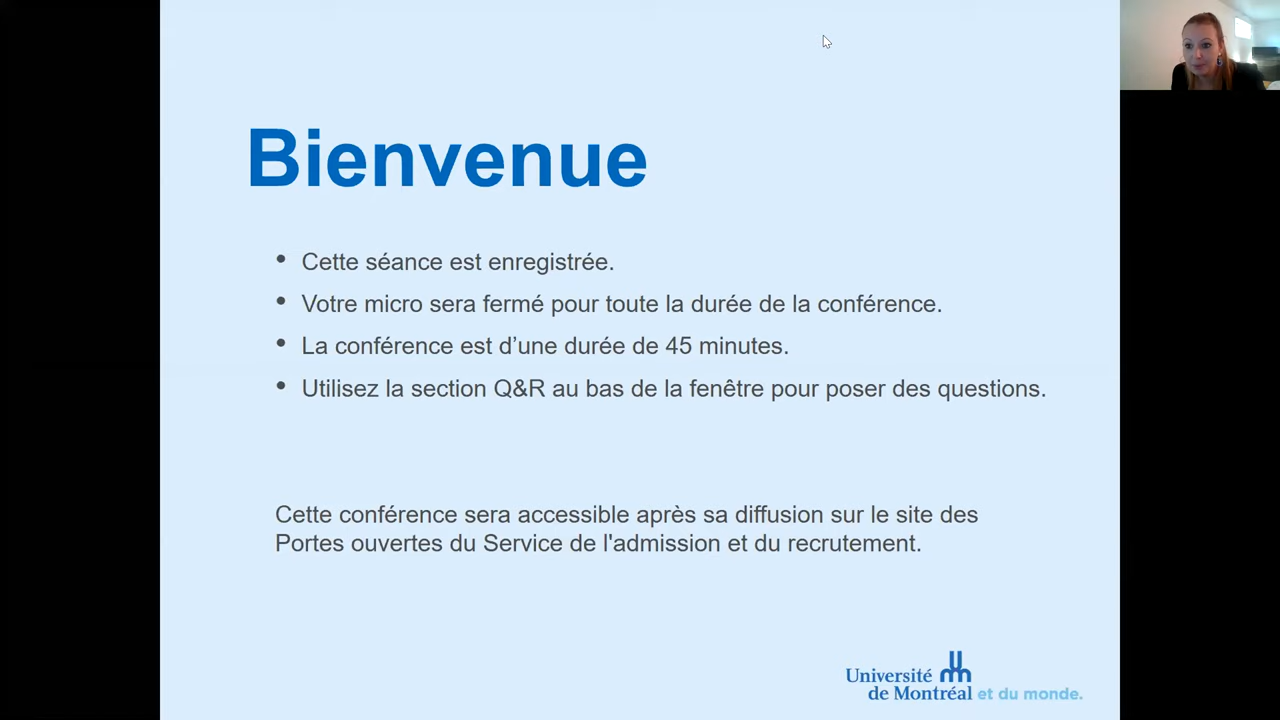 Bienvenue
• Cette séance est enregistrée.
• Votre micro sera fermé pour toute la durée de la conférence.
• La conférence est d’une durée de 45 minutes.
• Utilisez la section Q&R au bas de la fenêtre pour poser des questions.
Cette conférence sera accessible après sa diffusion sur le site des
Portes ouvertes du Service de l'admission et du recrutement.
Université
de Montréal et du monde.